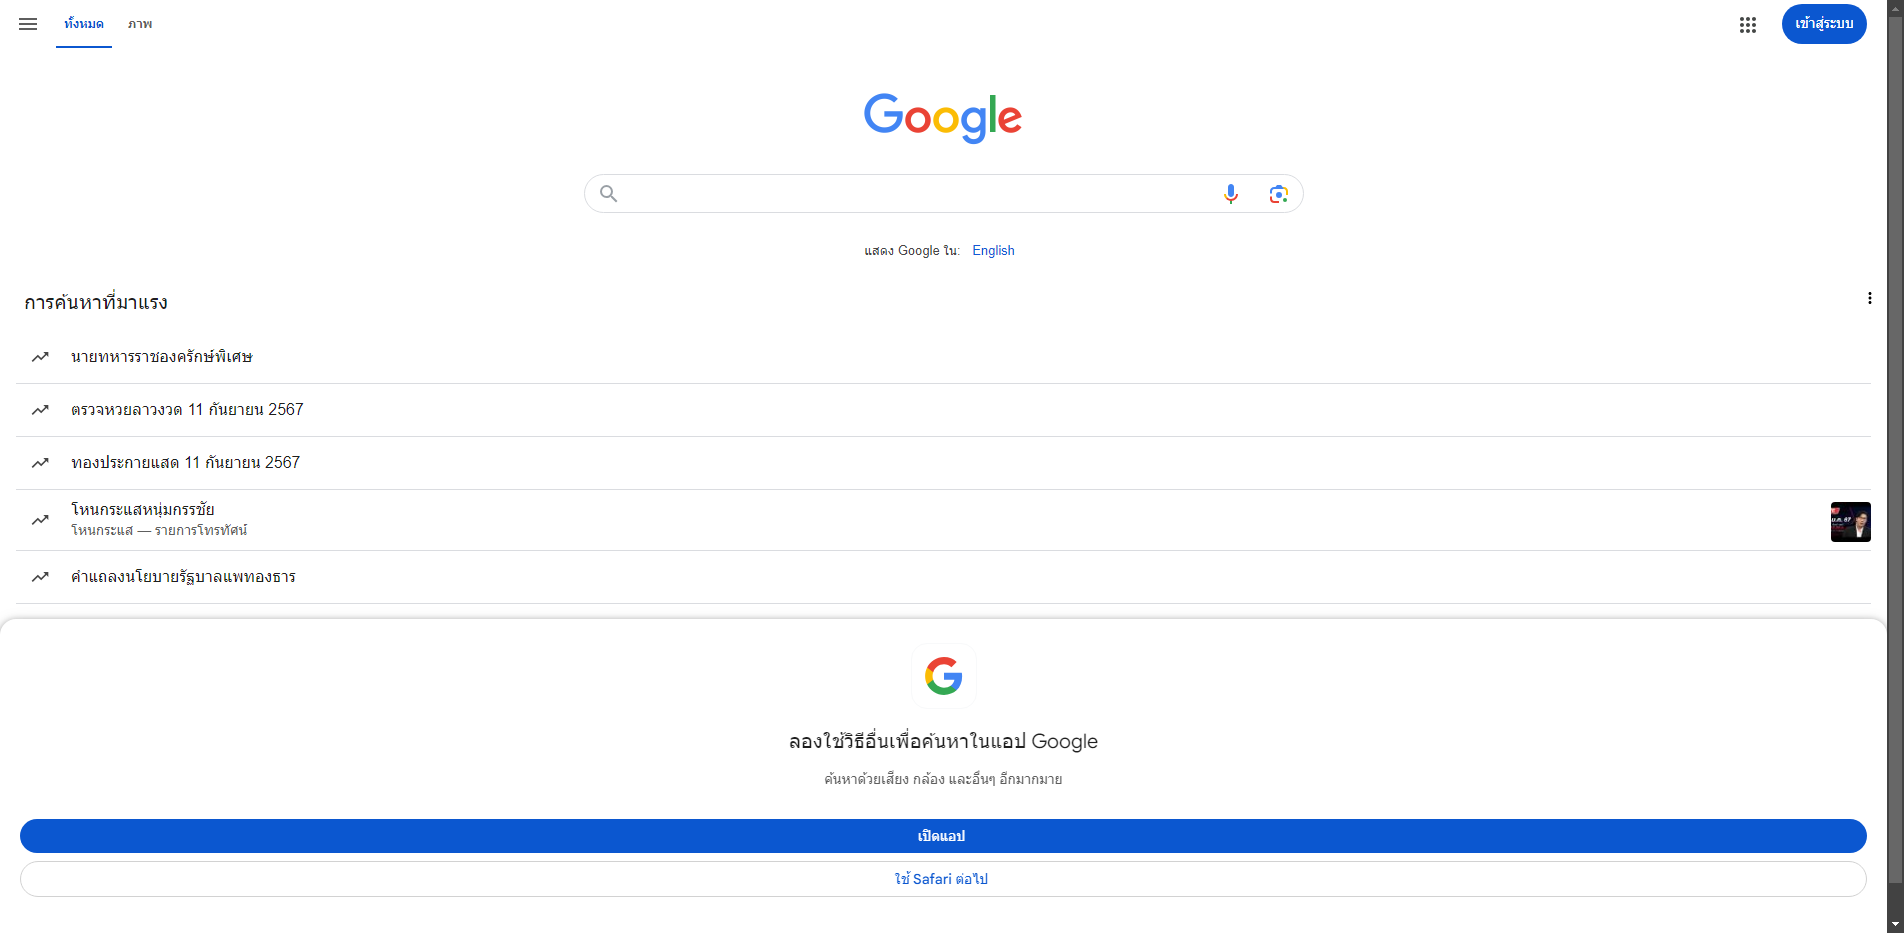 ทั้งหมด ภาพ เข้าสู่ระบบ
Google
แสดง Google ใน: English
การค้นหาที่มาแรง
นายทหารราชองครักษ์พิเศษ
ตรวจหวยลาวงวด 11 กันยายน 2567
ทองประกายแสด 11 กันยายน 2567
โหนกระแสหนุ่มกรรชัย
โหนกระแส — รายการโทรทัศน์
คําแถลงนโยบายรัฐบาลแพทองธาร
ลองใช้วิธีอื่นเพื่อค้นหาในแอป Google
ค้นหาด้วยเสียง กล้อง และอื่นๆ อีกมากมาย
เปิดแอป
ใช้ Safari ต่อไป